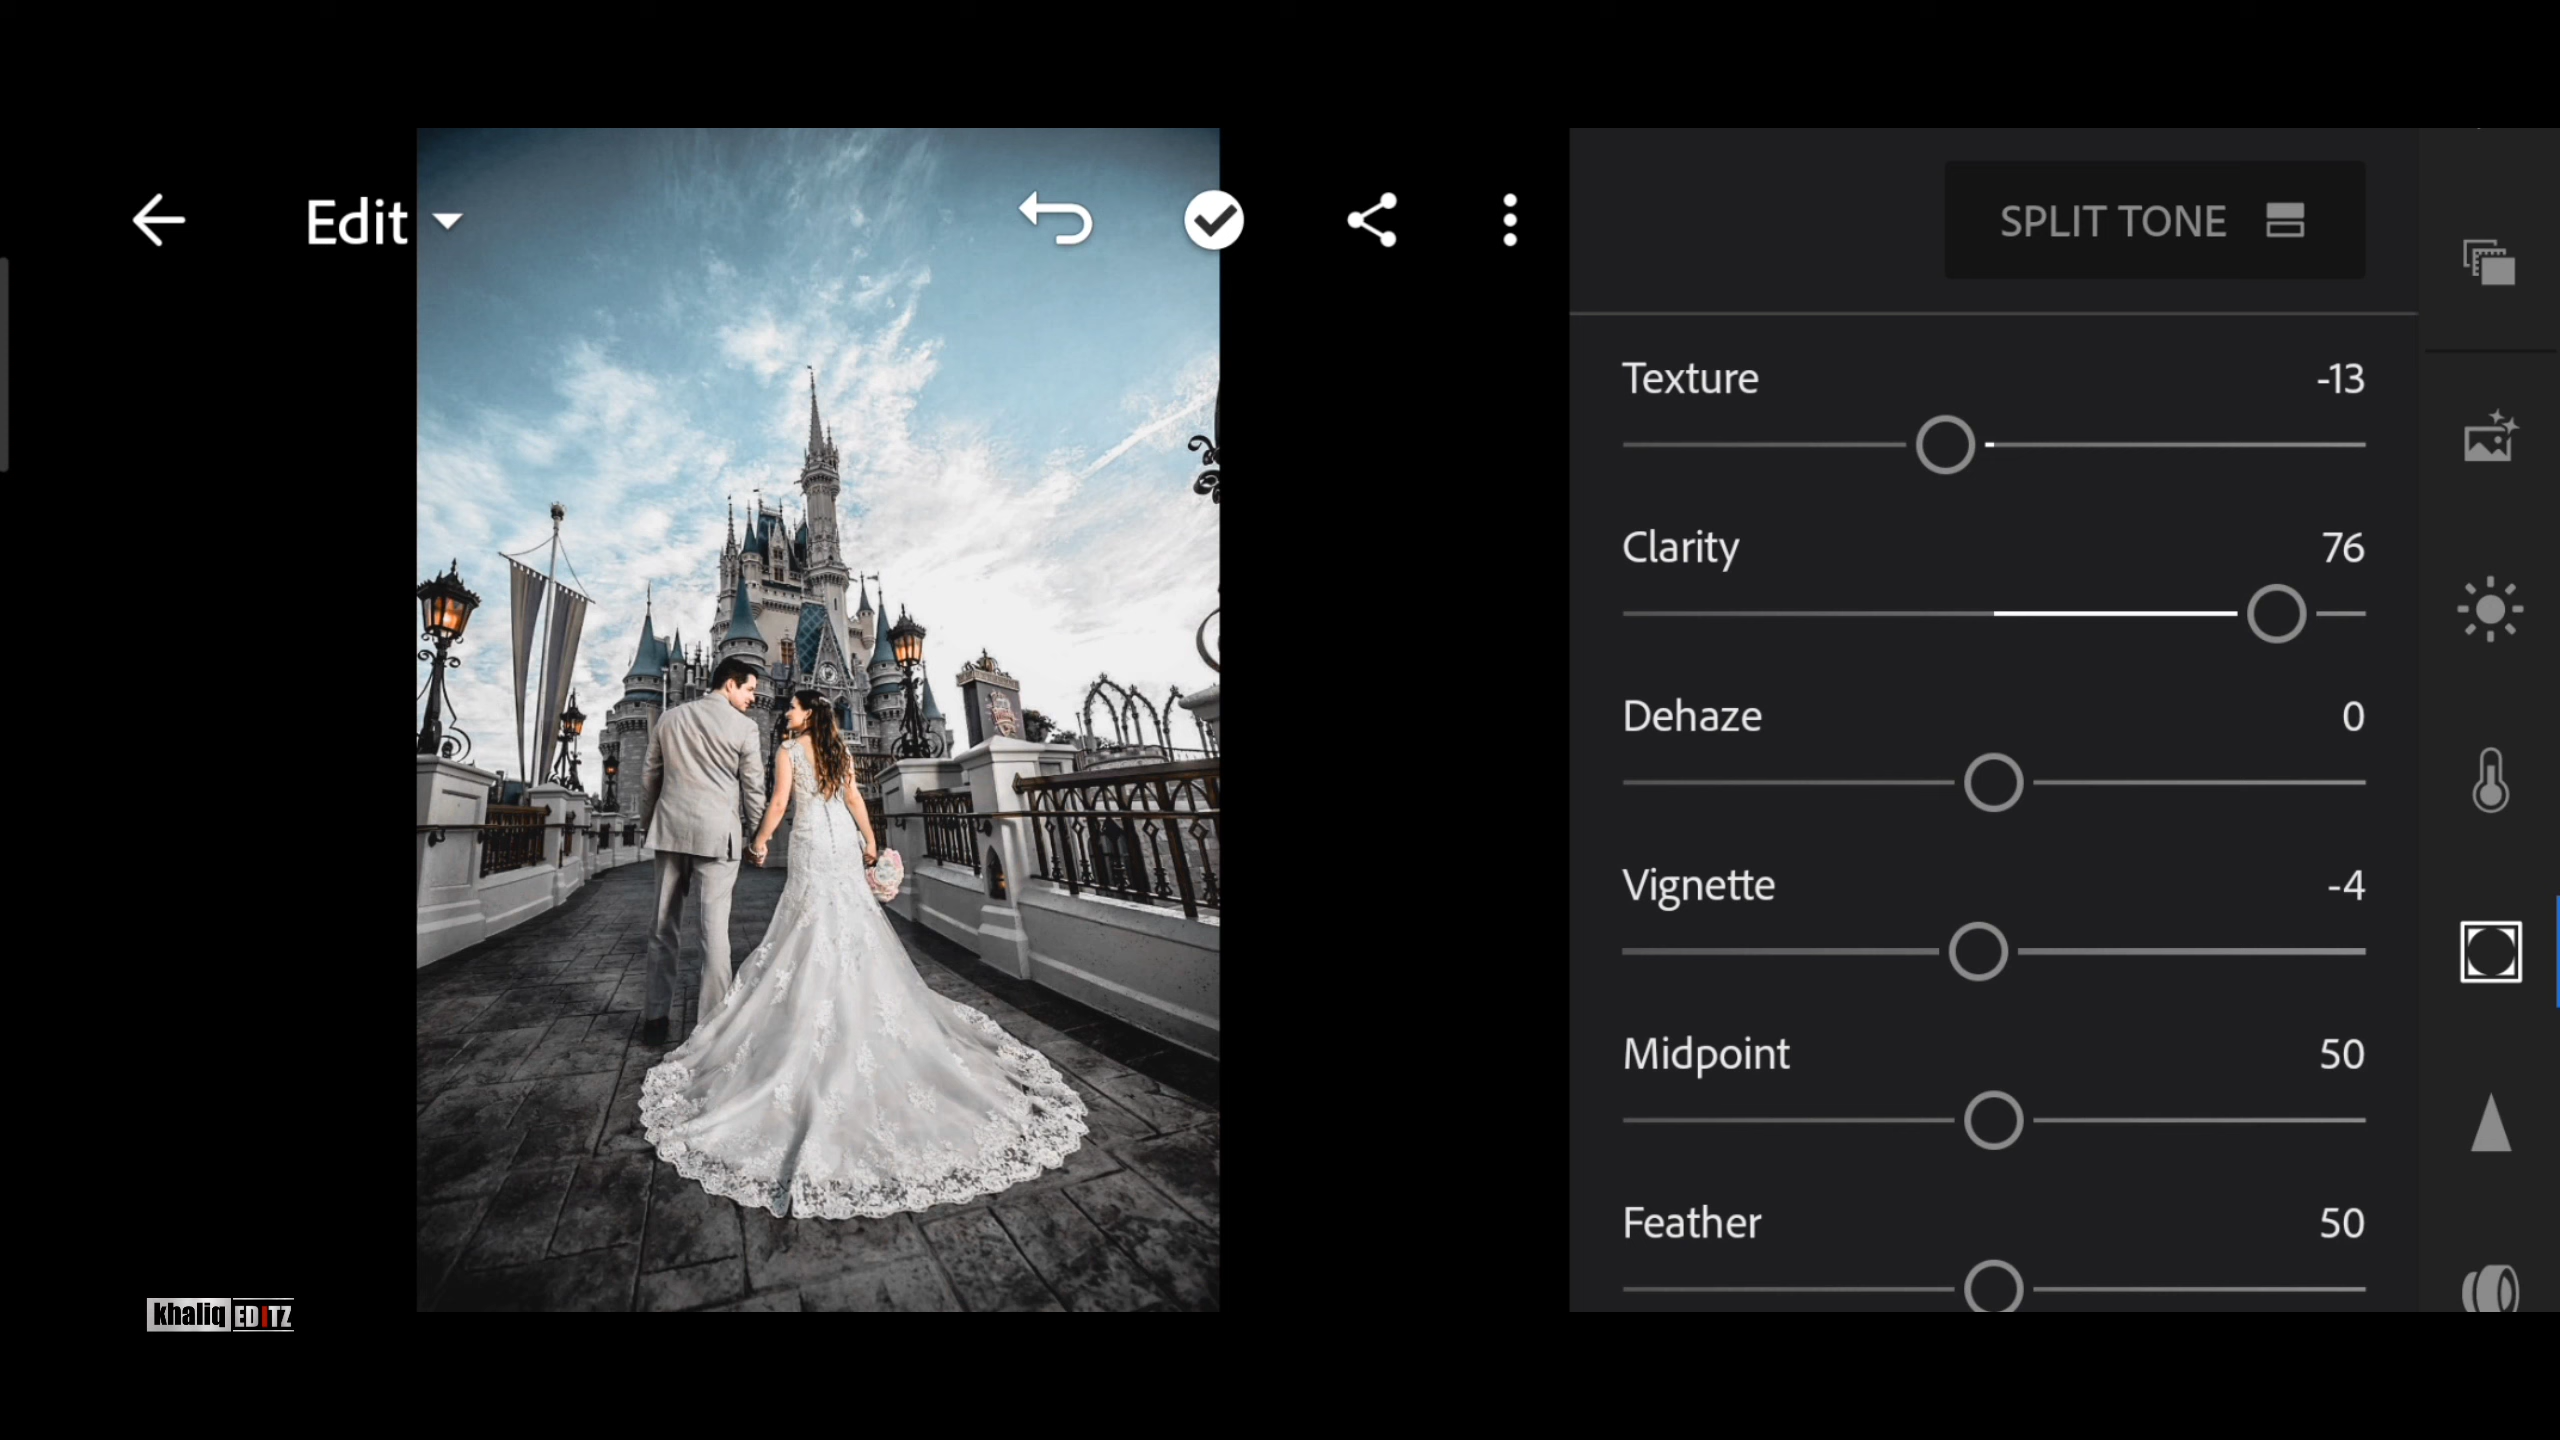 Edit
SPLIT TONE
Texture -13
Clarity 76
Dehaze 0
Vignette -4
Midpoint 50
Feather 50
khaliq EDITZ